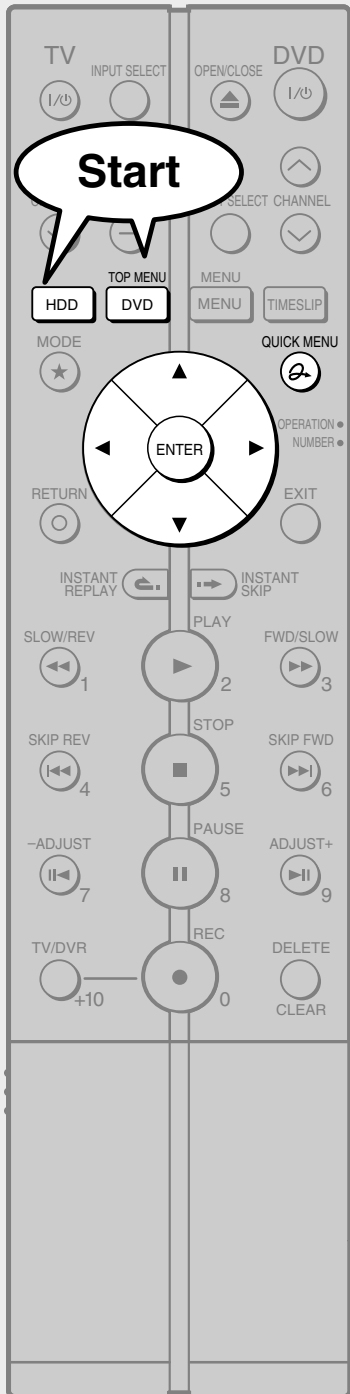 TV
DVD
INPUT SELECT
OPEN/CLOSE
Start
SELECT
CHANNEL
TOP MENU
MENU
HDD
DVD
MENU
TIMESLIP
MODE
QUICK MENU
ENTER
OPERATION
NUMBER
RETURN
EXIT
INSTANT
REPLAY
INSTANT
SKIP
SLOW/REV
PLAY
FWD/SLOW
1
2
3
SKIP REV
STOP
SKIP FWD
4
5
6
−ADJUST
PAUSE
ADJUST+
7
8
9
TV/DVR
REC
DELETE
+10
0
CLEAR